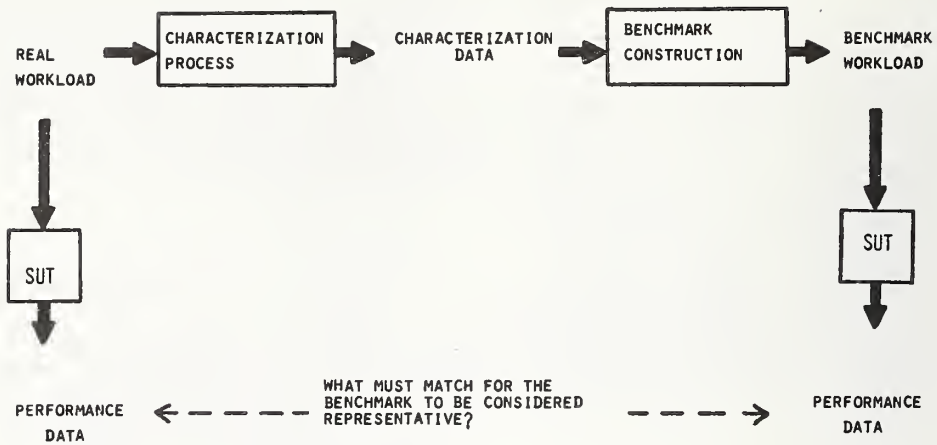 REAL
WORKLOAD
CHARACTERIZATION
PROCESS
CHARACTERIZATION
DATA
BENCHMARK
CONSTRUCTION
BENCHMARK
WORKLOAD
SUT
SUT
PERFORMANCE
DATA
WHAT MUST MATCH FOR THE
BENCHMARK TO BE CONSIDERED
REPRESENTATIVE?
PERFORMANCE
DATA